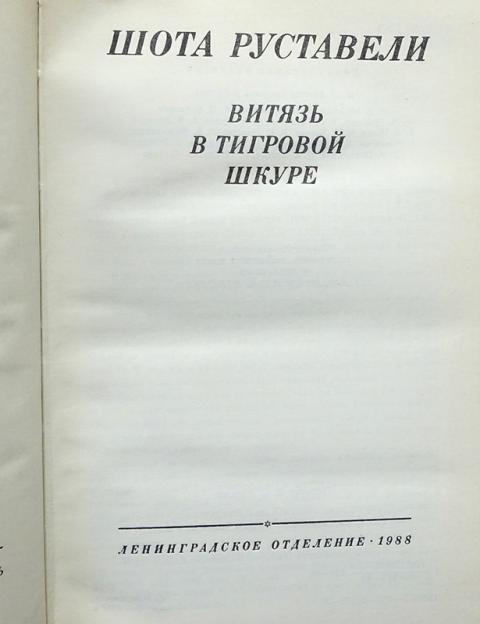 ШОТА РУСТАВЕЛИ
ВИТЯЗЬ
В ТИГРОВОЙ
ШКУРЕ
ЛЕНИНГРАДСКОЕ ОТДЕЛЕНИЕ · 1988